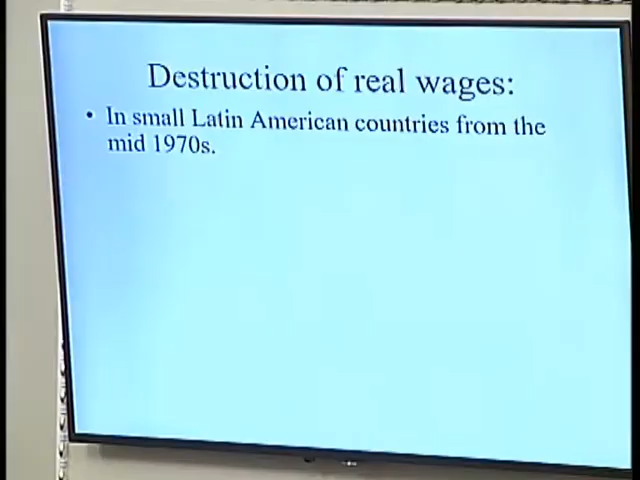 Destruction of real wages:
• In small Latin American countries from the
mid 1970s.